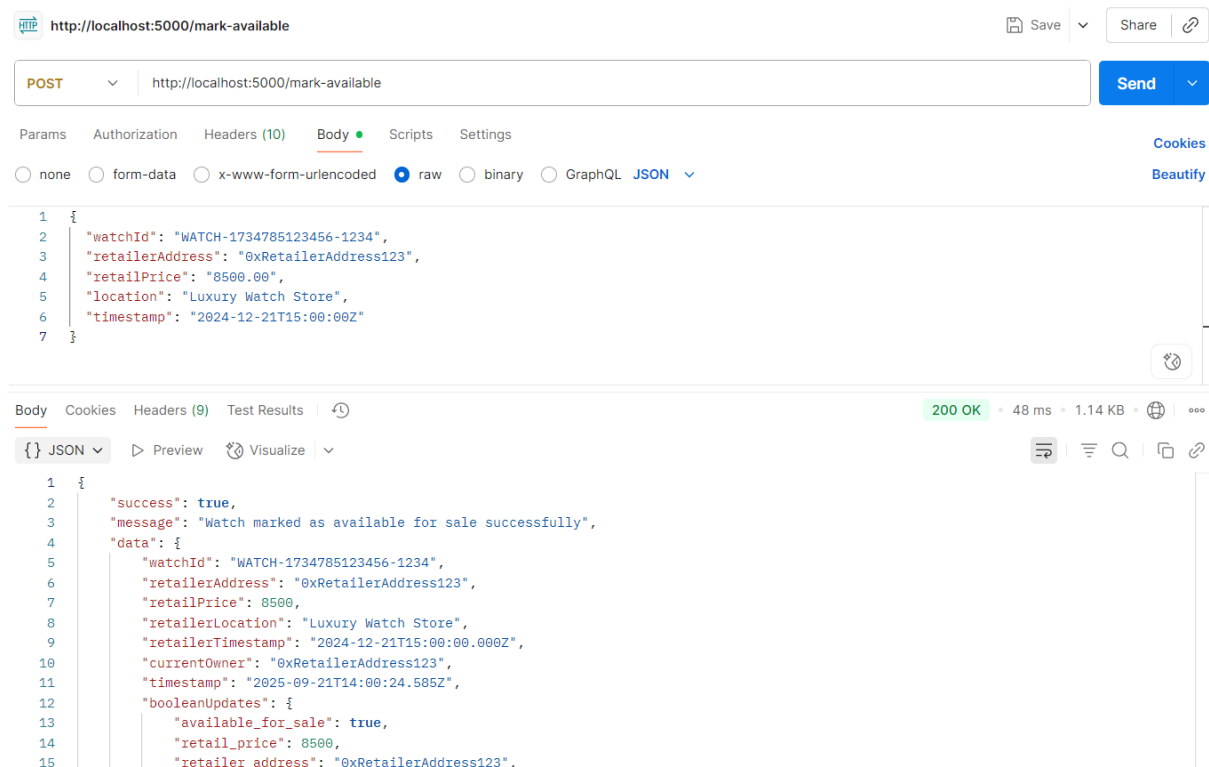 HTTP http://localhost:5000/mark-available Save Share
POST http://localhost:5000/mark-available Send
Params Authorization Headers (10) Body Scripts Settings Cookies
none form-data x-www-form-urlencoded raw binary GraphQL JSON Beautify
1 {
2 "watchId": "WATCH-1734785123456-1234",
3 "retailerAddress": "0xRetailerAddress123",
4 "retailPrice": "8500.00",
5 "location": "Luxury Watch Store",
6 "timestamp": "2024-12-21T15:00:00Z"
7 }
Body Cookies Headers (9) Test Results 200 OK 48 ms 1.14 KB
{} JSON Preview Visualize
1 {
2 "success": true,
3 "message": "Watch marked as available for sale successfully",
4 "data": {
5 "watchId": "WATCH-1734785123456-1234",
6 "retailerAddress": "0xRetailerAddress123",
7 "retailPrice": 8500,
8 "retailerLocation": "Luxury Watch Store",
9 "retailerTimestamp": "2024-12-21T15:00:00.000Z",
10 "currentOwner": "0xRetailerAddress123",
11 "timestamp": "2025-09-21T14:00:24.585Z",
12 "booleanUpdates": {
13 "available_for_sale": true,
14 "retail_price": 8500,
15 "retailer_address": "0xRetailerAddress123",